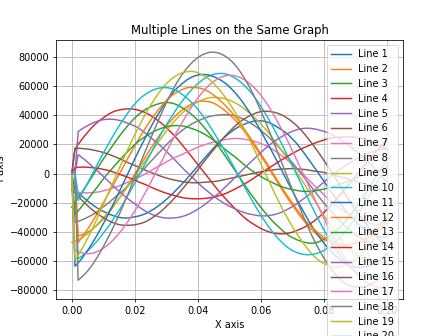 Multiple Lines on the Same Graph
80000
60000
40000
20000
0
−20000
−40000
−60000
−80000
0.00
0.02
0.04
0.06
X axis
Line 1
Line 2
Line 3
Line 4
Line 5
Line 6
Line 7
Line 8
Line 9
Line 10
Line 11
Line 12
Line 13
Line 14
Line 15
Line 16
Line 17
Line 18
Line 19
Line 20